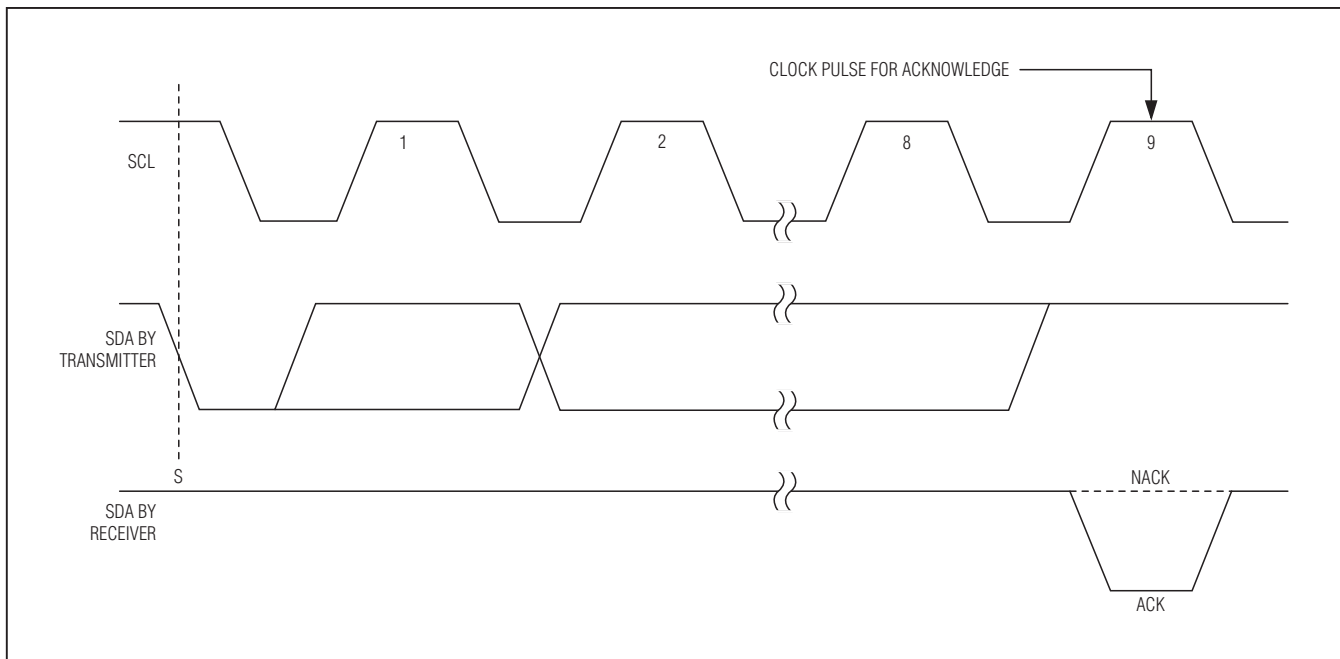 CLOCK PULSE FOR ACKNOWLEDGE
SCL
1
2
8
9
SDA BY
TRANSMITTER
S
SDA BY
RECEIVER
NACK
ACK